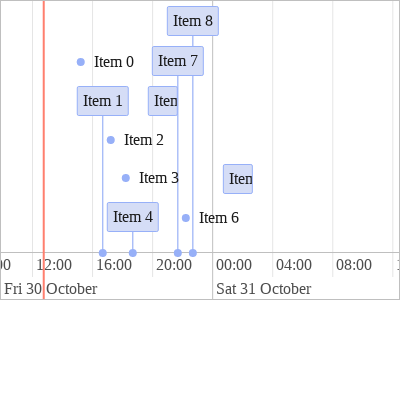 Item 8
Item 0
Item 7
Item 1
Item 2
Item 3
Item 4
Item 6
12:00
16:00
20:00
00:00
04:00
08:00
Fri 30 October
Sat 31 October